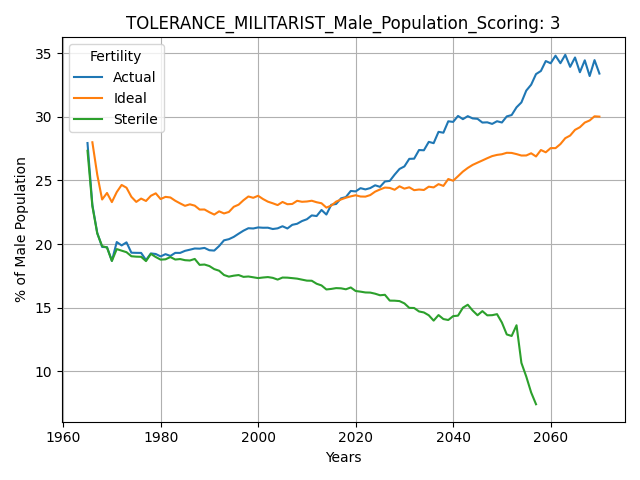 TOLERANCE_MILITARIST_Male_Population_Scoring: 3
Fertility
Actual
Ideal
Sterile
% of Male Population
35
30
25
20
15
10
1960
1980
2000
2020
2040
2060
Years